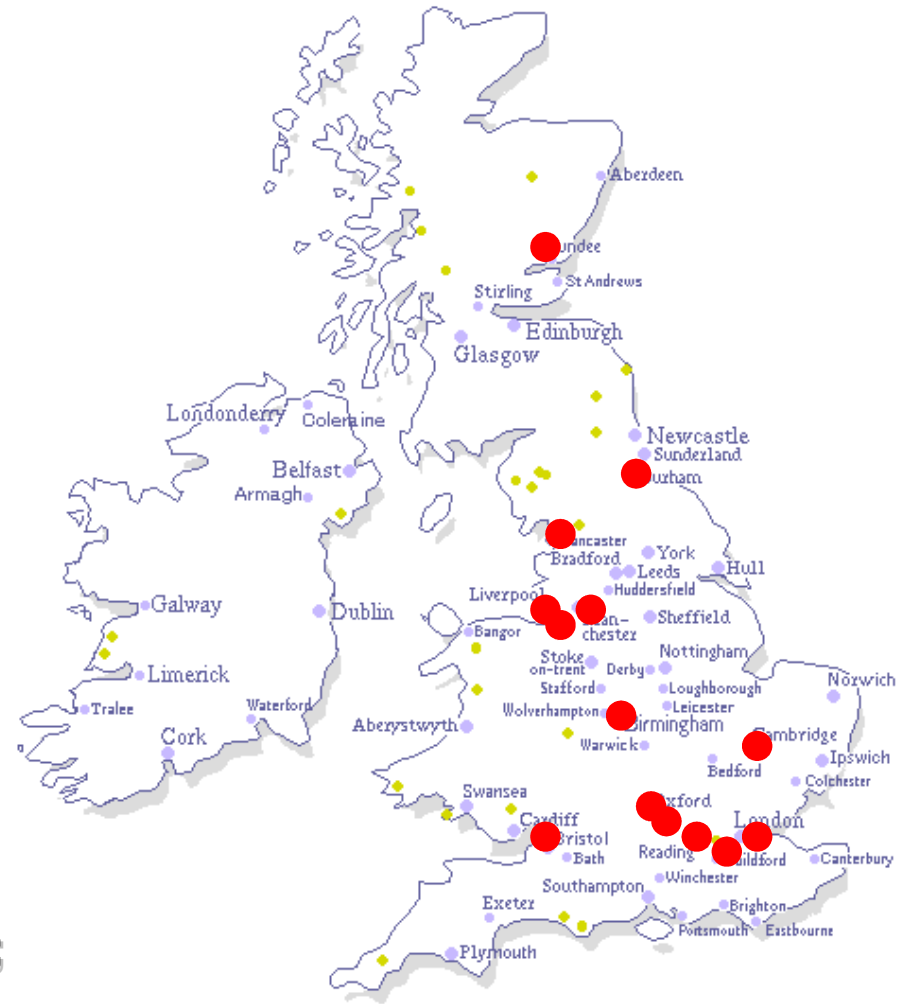 Aberdeen
undee
St Andrews
Stirling
Edinburgh
Glasgow
Londonderry
Coleraine
Newcastle
Sunderland
Belfast
urham
Armagh
ancaster
York
Bradford
Leeds
Hull
Huddersfield
Liverpool
Galway
Dublin
Sheffield
Bangor
chester
Nottingham
Stoke
on-trent
Derby
Limerick
Stafford
Loughborough
Norwich
Leicester
Tralee
Waterford
Wolverhampton
Aberystwyth
Birmingham
Cork
Warwick
ambridge
Ipswich
Bedford
Colchester
Swansea
xford
Cardiff
London
Bristol
Reading
uildford
Bath
Canterbury
Winchester
Southampton
Exeter
Brighton
Portsmouth
Eastbourne
Plymouth